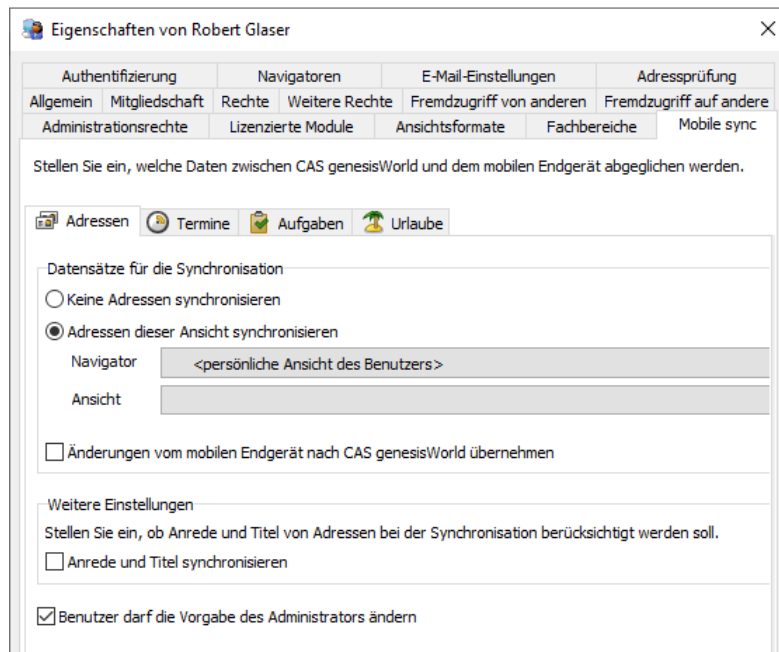 Eigenschaften von Robert Glaser
Authentifizierung Navigatoren E-Mail-Einstellungen Adressprüfung
Allgemein Mitgliedschaft Rechte Weitere Rechte Fremdzugriff von anderen Fremdzugriff auf andere
Administrationsrechte Lizenzierte Module Ansichtsformate Fachbereiche Mobile sync
Stellen Sie ein, welche Daten zwischen CAS genesisWorld und dem mobilen Endgerät abgeglichen werden.
Adressen Termine Aufgaben Urlaube
Datensätze für die Synchronisation
Keine Adressen synchronisieren
Adressen dieser Ansicht synchronisieren
Navigator <persönliche Ansicht des Benutzers>
Ansicht
Änderungen vom mobilen Endgerät nach CAS genesisWorld übernehmen
Weitere Einstellungen
Stellen Sie ein, ob Anrede und Titel von Adressen bei der Synchronisation berücksichtigt werden soll.
Anrede und Titel synchronisieren
Benutzer darf die Vorgabe des Administrators ändern